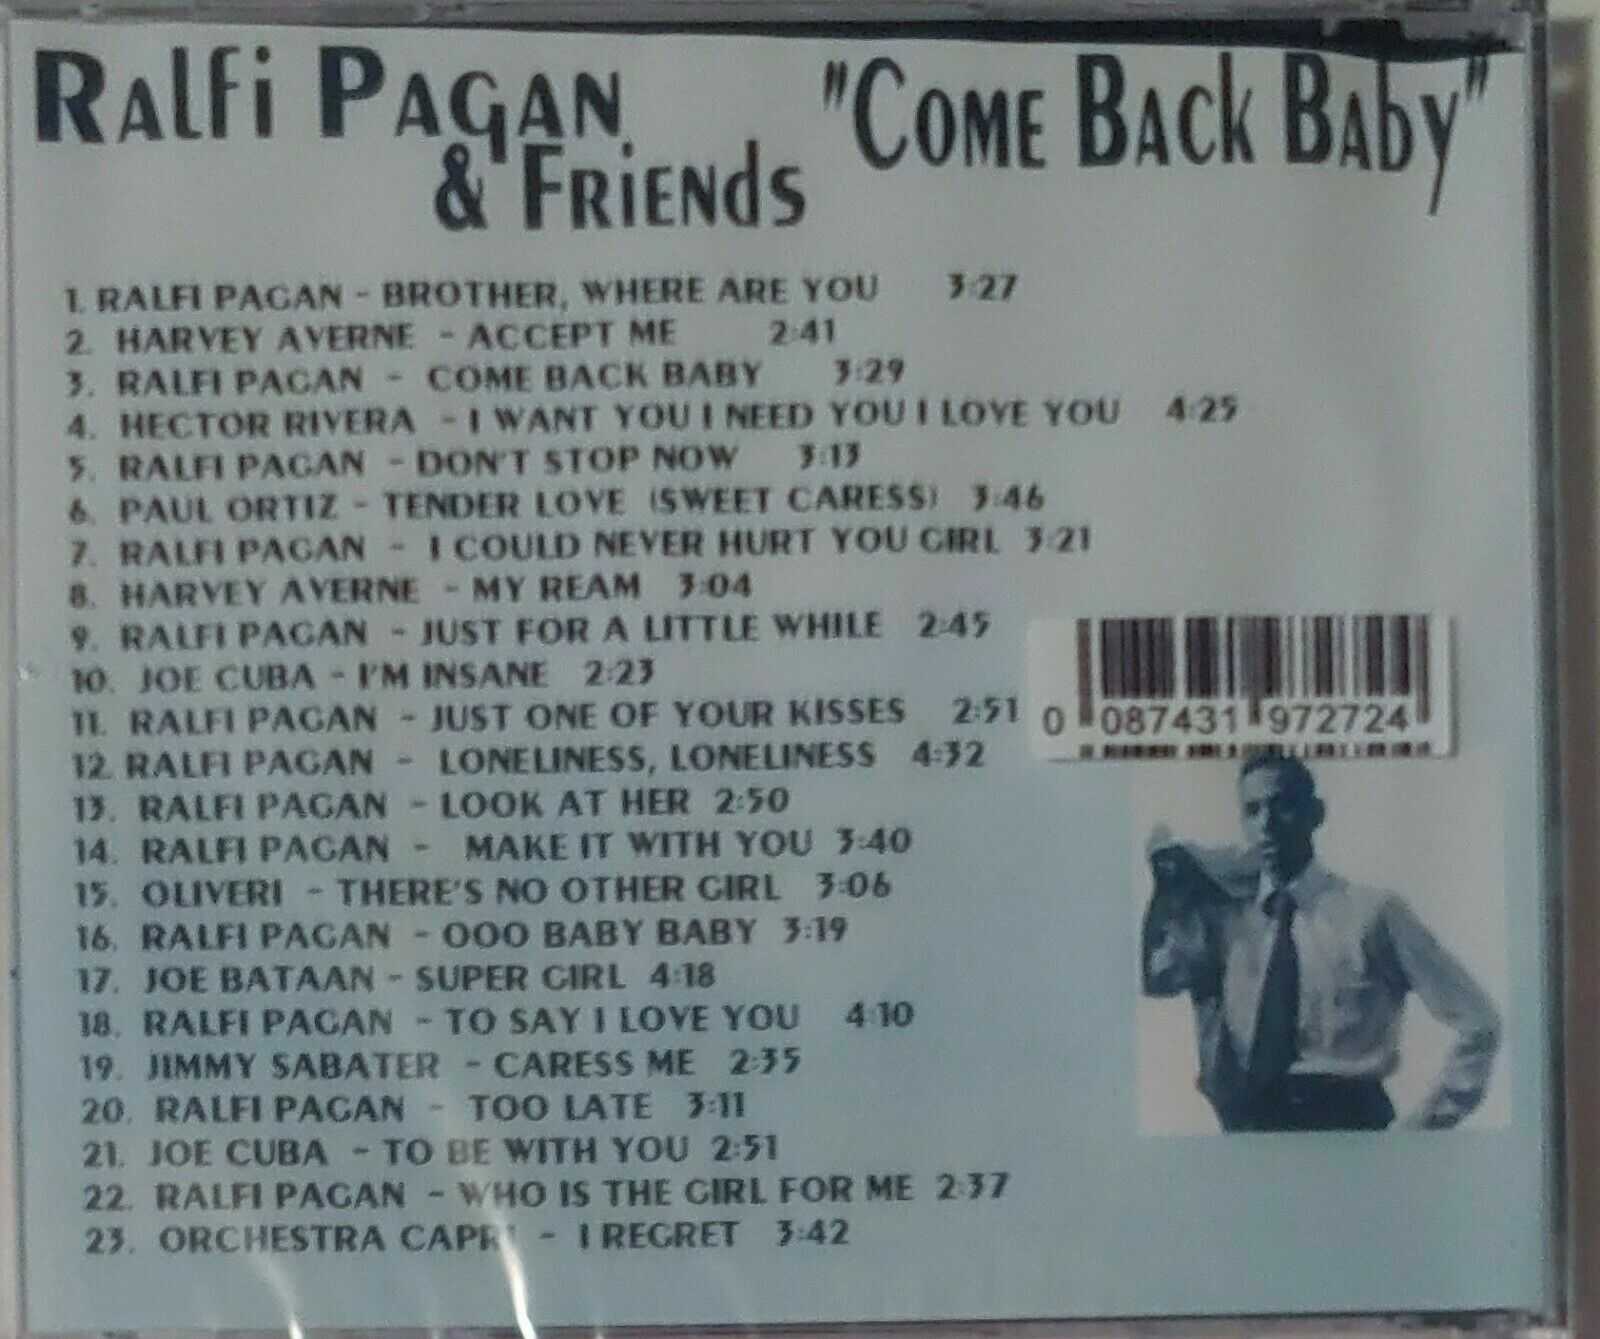 RALFI PAGAN "COME BACK BABY"
& FRIENDS
1. RALFI PAGAN - BROTHER, WHERE ARE YOU 3:27
2. HARVEY AVERNE - ACCEPT ME 2:41
3. RALFI PAGAN - COME BACK BABY 3:29
4. HECTOR RIVERA - I WANT YOU I NEED YOU I LOVE YOU 4:25
5. RALFI PAGAN - DON'T STOP NOW 3:13
6. PAUL ORTIZ - TENDER LOVE (SWEET CARESS) 3:46
7. RALFI PAGAN - I COULD NEVER HURT YOU GIRL 3:21
8. HARVEY AVERNE - MY REAM 3:04
9. RALFI PAGAN - JUST FOR A LITTLE WHILE 2:45
10. JOE CUBA - I'M INSANE 2:23
11. RALFI PAGAN - JUST ONE OF YOUR KISSES 2:51
0 087431 972724
12. RALFI PAGAN - LONELINESS, LONELINESS 4:32
13. RALFI PAGAN - LOOK AT HER 2:50
14. RALFI PAGAN - MAKE IT WITH YOU 3:40
15. OLIVERI - THERE'S NO OTHER GIRL 3:06
16. RALFI PAGAN - OOO BABY BABY 3:19
17. JOE BATAAN - SUPER GIRL 4:18
18. RALFI PAGAN - TO SAY I LOVE YOU 4:10
19. JIMMY SABATER - CARESS ME 2:35
20. RALFI PAGAN - TOO LATE 3:11
21. JOE CUBA - TO BE WITH YOU 2:51
22. RALFI PAGAN - WHO IS THE GIRL FOR ME 2:37
23. ORCHESTRA CAPRI - I REGRET 3:42